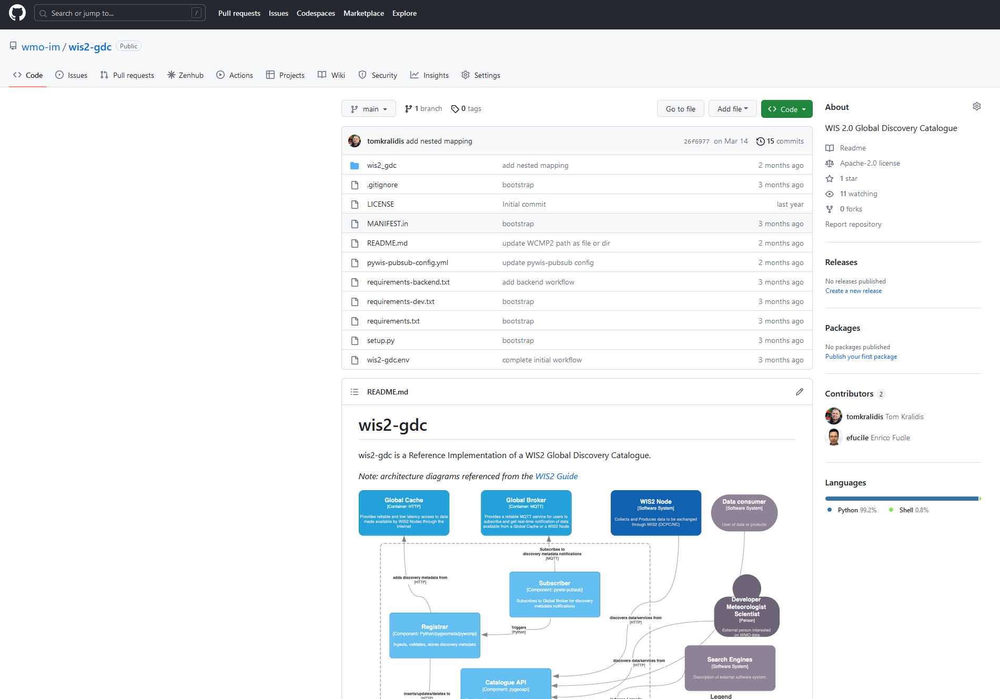 Search or jump to...
/
Pull requests
Issues
Codespaces
Marketplace
Explore
wmo-im / wis2-gdc
Public
Code
Issues
Pull requests
Zenhub
Actions
Projects
Wiki
Security
Insights
Settings
main
1 branch
0 tags
Go to file
Add file
Code
tomkralidis add nested mapping
26f6977 on Mar 14
15 commits
wis2_gdc
add nested mapping
2 months ago
.gitignore
bootstrap
3 months ago
LICENSE
Initial commit
last year
MANIFEST.in
bootstrap
3 months ago
README.md
update WCMP2 path as file or dir
2 months ago
pywis-pubsub-config.yml
update pywis-pubsub config
2 months ago
requirements-backend.txt
add backend workflow
3 months ago
requirements-dev.txt
bootstrap
3 months ago
requirements.txt
bootstrap
3 months ago
setup.py
bootstrap
3 months ago
wis2-gdc.env
complete initial workflow
3 months ago
README.md
wis2-gdc
wis2-gdc is a Reference Implementation of a WIS2 Global Discovery Catalogue.
Note: architecture diagrams referenced from the WIS2 Guide
Global Cache
[Container: HTTP]
Provides reliable and low latency access to data
made available by WIS2 Nodes through the
Internet
Global Broker
[Container: MQTT]
Provides a reliable MQTT service for users to
subscribe and get real-time notification of data
available from a Global Cache or a WIS2 Node
WIS2 Node
[Software System]
Collects and Produces data to be exchanged
through WIS2 (DCPC/NC)
Data consumer
[Software System]
User of data or products
Subscribes to
discovery metadata notifications
[MQTT]
adds discovery metadata from
[HTTP]
Subscriber
[Component: pywis-pubsub]
Subscribes to Global Broker for discovery
metadata notifications
Developer
Meteorologist
Scientist
[Person]
External person interested
on WMO data
discovers data/services from
[HTTP]
Registrar
[Component: Python/pygeometa/pywcmp]
Ingests, validates, stores discovery metadata
Triggers
[Python]
discovers data/services from
[HTTP]
Search Engines
[Software System]
Description of external software system.
Catalogue API
[Component: pygeoapi]
inserts/updates/deletes to
[HTTP]
Legend
About
WIS 2.0 Global Discovery Catalogue
Readme
Apache-2.0 license
1 star
11 watching
0 forks
Report repository
Releases
No releases published
Create a new release
Packages
No packages published
Publish your first package
Contributors 2
tomkralidis Tom Kralidis
efucile Enrico Fucile
Languages
Python 99.2%
Shell 0.8%